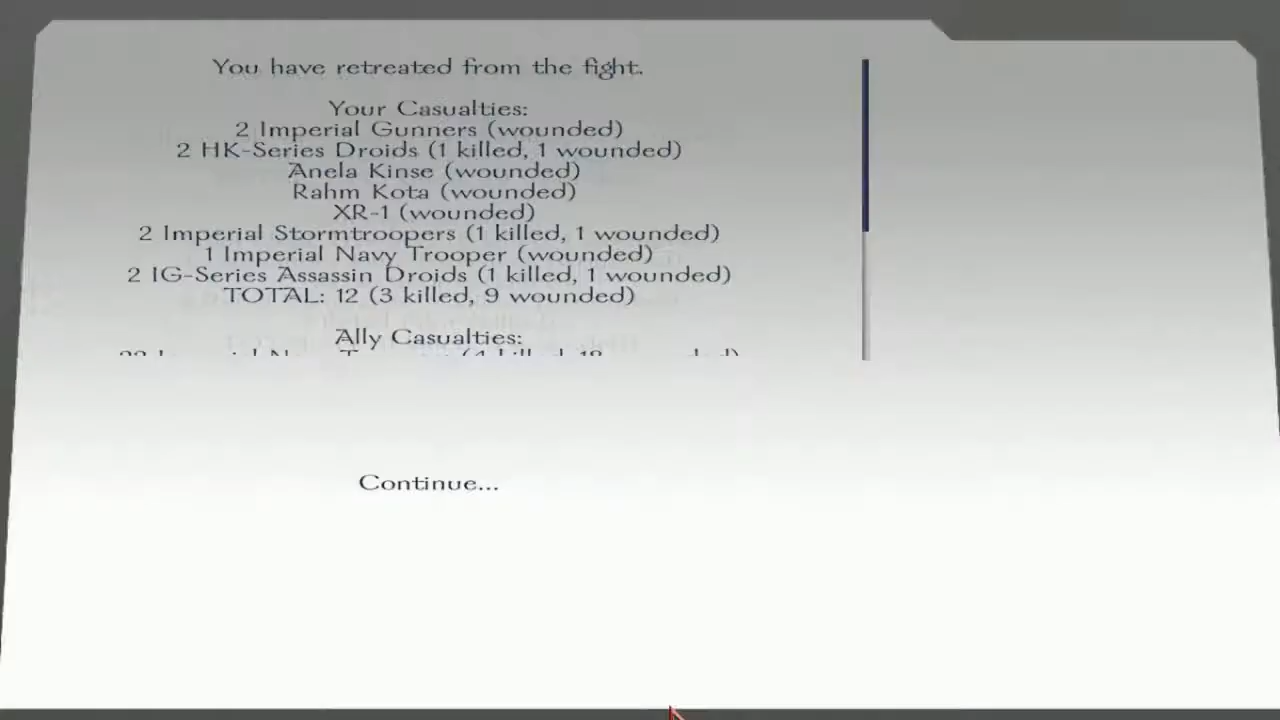 You have retreated from the fight.
Your Casualties:
2 Imperial Gunners (wounded)
2 HK-Series Droids (1 killed, 1 wounded)
Anela Kinse (wounded)
Rahm Kota (wounded)
XR-1 (wounded)
2 Imperial Stormtroopers (1 killed, 1 wounded)
1 Imperial Navy Trooper (wounded)
2 IG-Series Assassin Droids (1 killed, 1 wounded)
TOTAL: 12 (3 killed, 9 wounded)
Ally Casualties:
Continue...